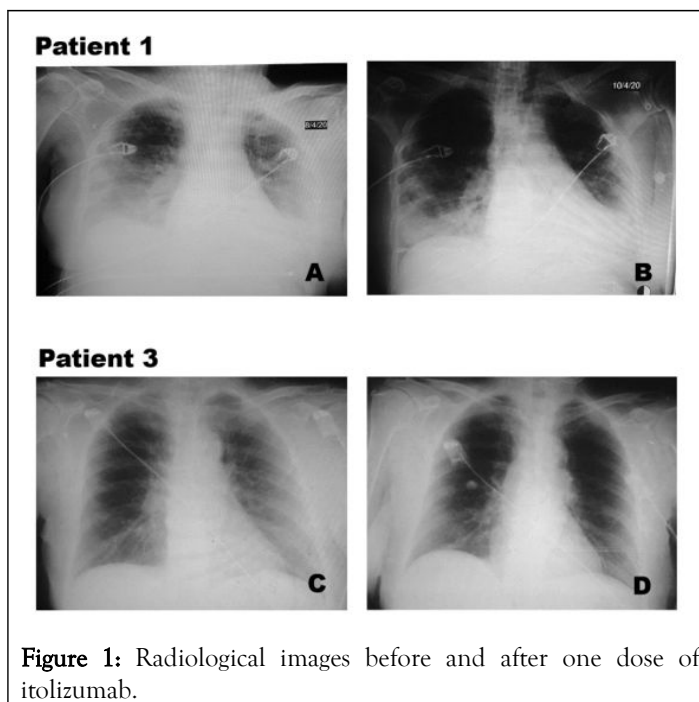 Patient 1
8/4/20
10/4/20
A
B
Patient 3
C
D
Figure 1: Radiological images before and after one dose of
itolizumab.